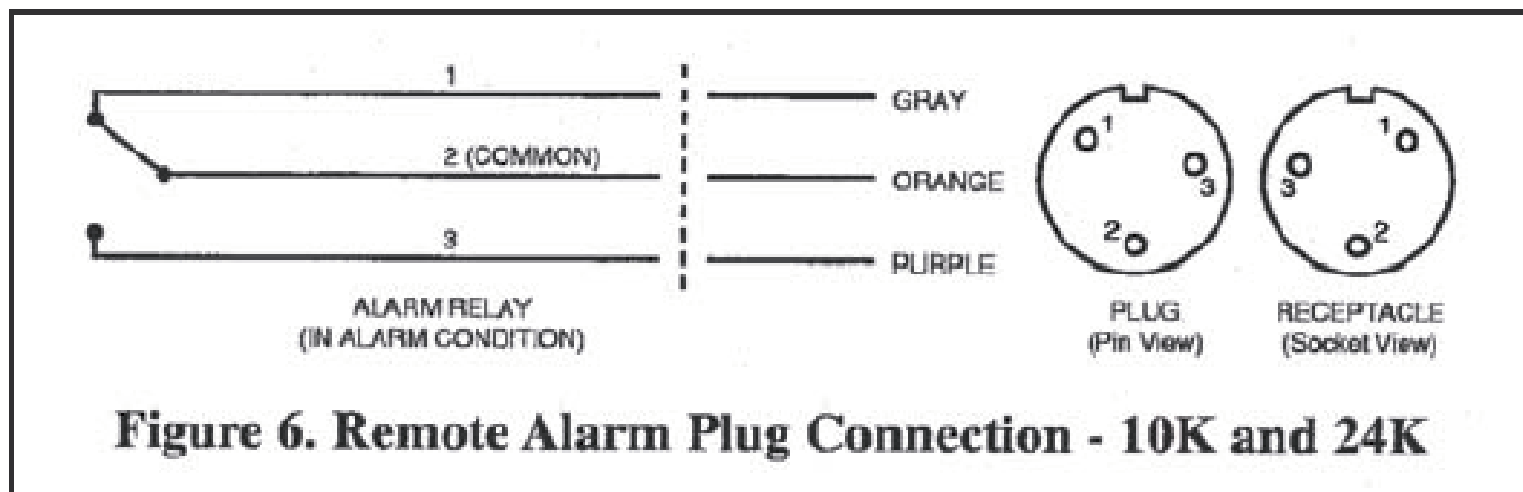 1
GRAY
2 (COMMON)
ORANGE
3
PURPLE
ALARM RELAY
(IN ALARM CONDITION)
1
3
2
PLUG
(Pin View)
1
3
2
RECEPTACLE
(Socket View)
Figure 6. Remote Alarm Plug Connection - 10K and 24K